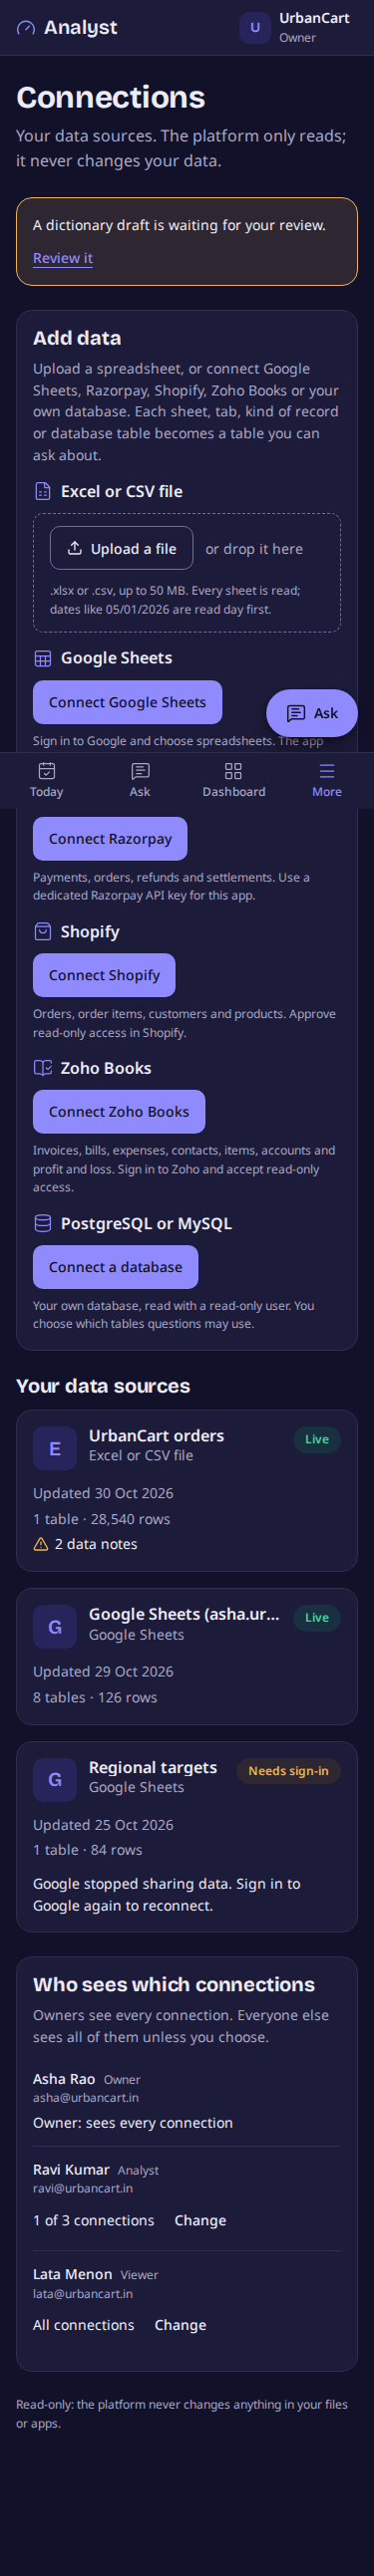 Analyst
U
UrbanCart
Owner
Connections
Your data sources. The platform only reads;
it never changes your data.
A dictionary draft is waiting for your review.
Review it
Add data
Upload a spreadsheet, or connect Google
Sheets, Razorpay, Shopify, Zoho Books or your
own database. Each sheet, tab, kind of record
or database table becomes a table you can
ask about.
Excel or CSV file
Upload a file
or drop it here
.xlsx or .csv, up to 50 MB. Every sheet is read;
dates like 05/01/2026 are read day first.
Google Sheets
Connect Google Sheets
Ask
Sign in to Google and choose spreadsheets. The app
Today
Ask
Dashboard
More
Connect Razorpay
Payments, orders, refunds and settlements. Use a
dedicated Razorpay API key for this app.
Shopify
Connect Shopify
Orders, order items, customers and products. Approve
read-only access in Shopify.
Zoho Books
Connect Zoho Books
Invoices, bills, expenses, contacts, items, accounts and
profit and loss. Sign in to Zoho and accept read-only
access.
PostgreSQL or MySQL
Connect a database
Your own database, read with a read-only user. You
choose which tables questions may use.
Your data sources
E
UrbanCart orders
Live
Excel or CSV file
Updated 30 Oct 2026
1 table · 28,540 rows
2 data notes
G
Google Sheets (asha.ur...
Live
Google Sheets
Updated 29 Oct 2026
8 tables · 126 rows
G
Regional targets
Needs sign-in
Google Sheets
Updated 25 Oct 2026
1 table · 84 rows
Google stopped sharing data. Sign in to
Google again to reconnect.
Who sees which connections
Owners see every connection. Everyone else
sees all of them unless you choose.
Asha Rao Owner
asha@urbancart.in
Owner: sees every connection
Ravi Kumar Analyst
ravi@urbancart.in
1 of 3 connections Change
Lata Menon Viewer
lata@urbancart.in
All connections Change
Read-only: the platform never changes anything in your files
or apps.